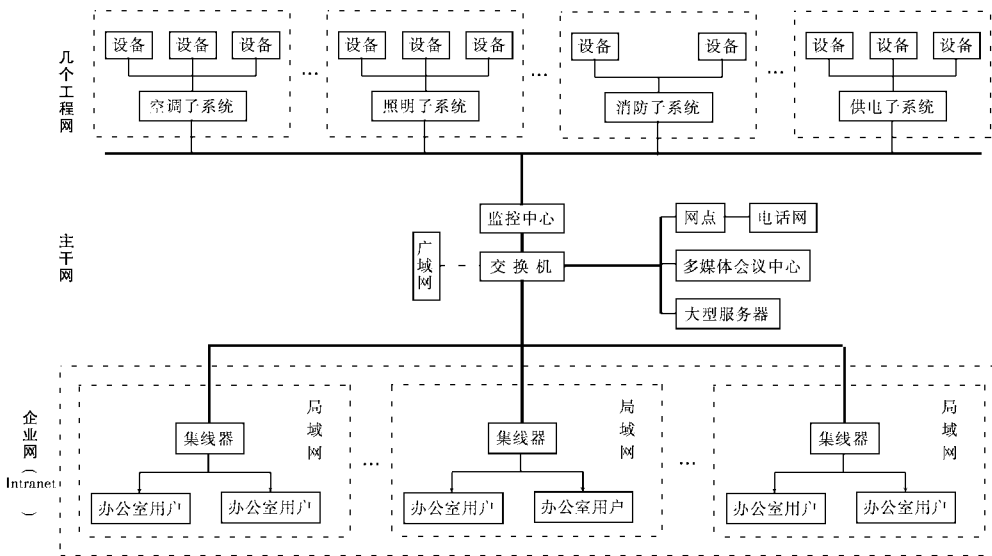 几个工程网
设备 设备 设备 设备 设备 设备 设备 设备 设备 设备 设备
… … …
空调子系统 照明子系统 消防子系统 供电子系统
主干网
监控中心 网点 电话网
广域网
交换机 多媒体会议中心
大型服务器
企业网(Intranet)
局域网 局域网 局域网
集线器 集线器 集线器
… …
办公室用户 办公室用户 办公室用户 办公室用户 办公室用户 办公室用户